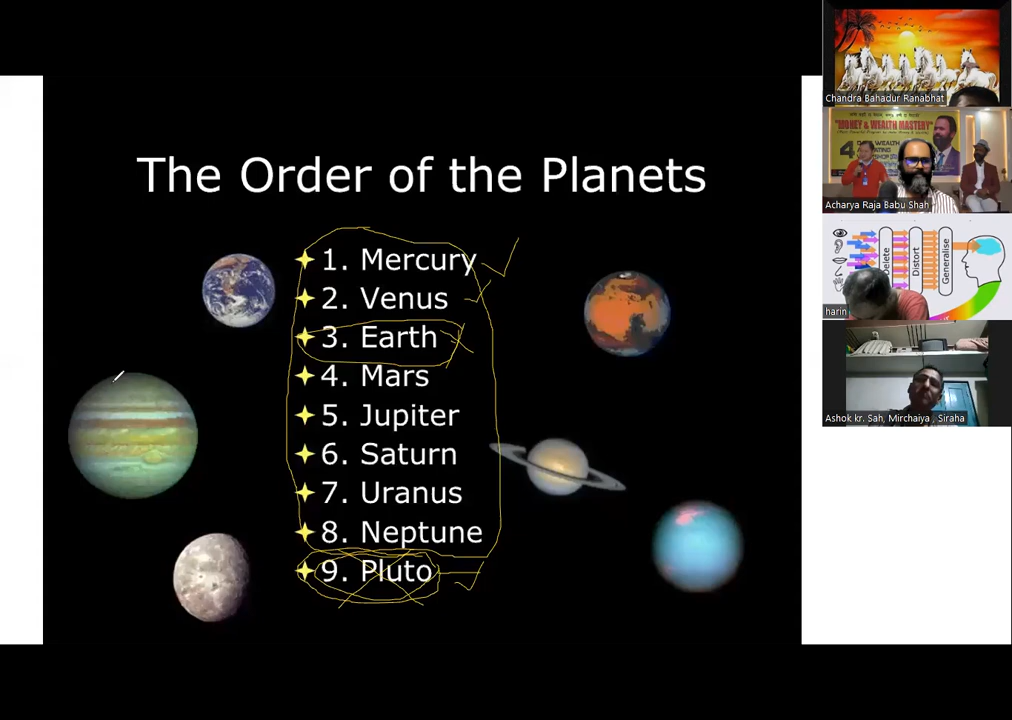 The Order of the Planets
1. Mercury
2. Venus
3. Earth
4. Mars
5. Jupiter
6. Saturn
7. Uranus
8. Neptune
9. Pluto
Chandra Bahadur Ranabhat
"MONEY & WEALTH MASTERY"
4
WEALTH
Acharya Raja Babu Shah
Delete
Distort
Generalise
harin
Ashok kr. Sah, Mirchaiya , Siraha